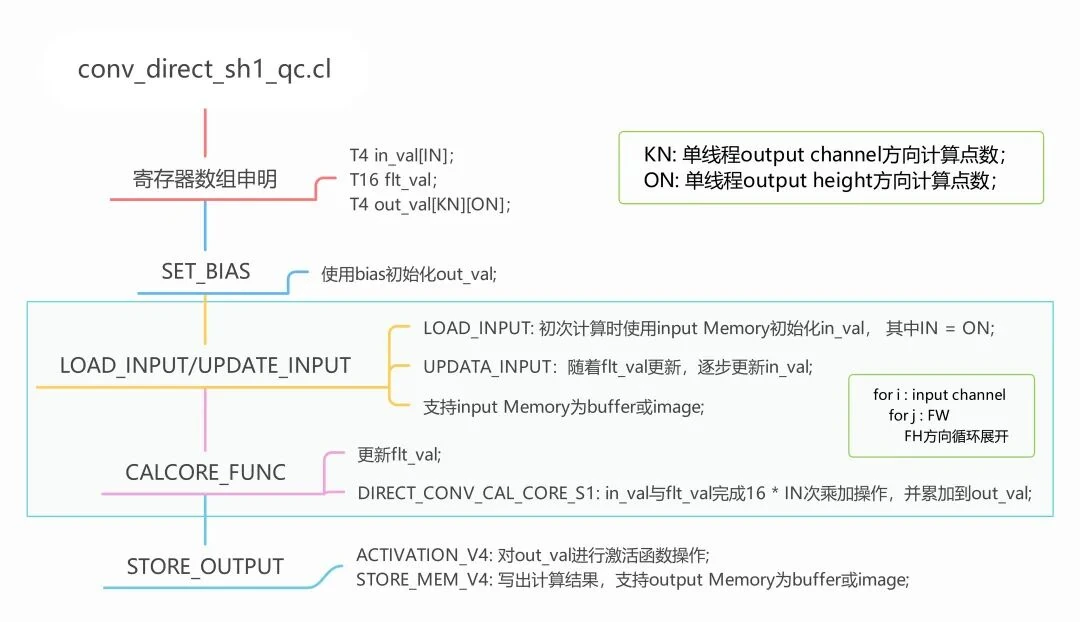 conv_direct_sh1_qc.cl
寄存器数组申明
T4 in_val[IN];
T16 flt_val;
T4 out_val[KN][ON];
KN: 单线程output channel方向计算点数；
ON: 单线程output height方向计算点数；
SET_BIAS
使用bias初始化out_val;
LOAD_INPUT/UPDATE_INPUT
LOAD_INPUT: 初次计算时使用input Memory初始化in_val， 其中IN = ON;
UPDATA_INPUT：随着flt_val更新，逐步更新in_val;
支持input Memory为buffer或image;
for i : input channel
for j : FW
FH方向循环展开
CALCORE_FUNC
更新flt_val;
DIRECT_CONV_CAL_CORE_S1: in_val与flt_val完成16 * IN次乘加操作，并累加到out_val;
STORE_OUTPUT
ACTIVATION_V4: 对out_val进行激活函数操作;
STORE_MEM_V4: 写出计算结果，支持output Memory为buffer或image;